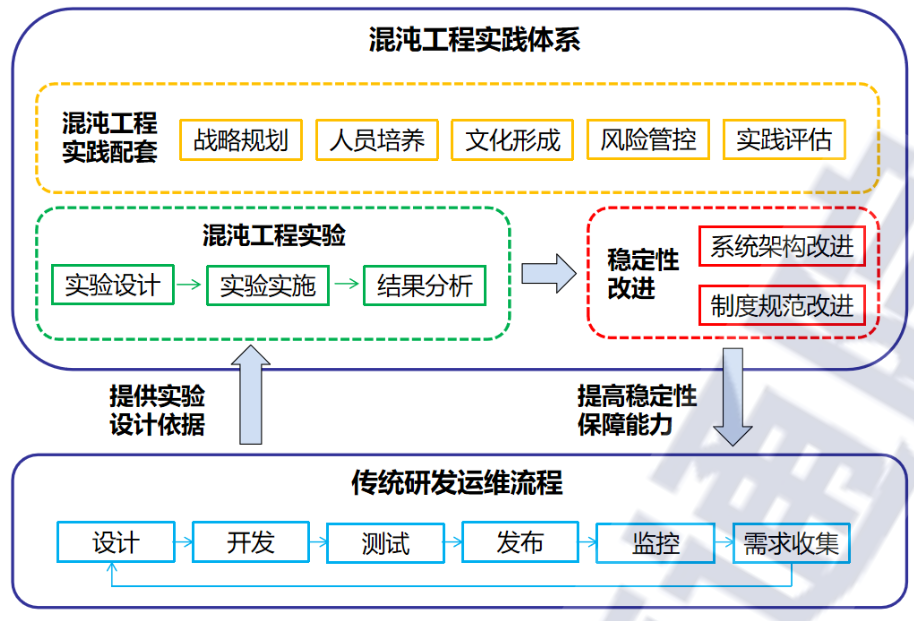 混沌工程实践体系
混沌工程
实践配套
战略规划
人员培养
文化形成
风险管控
实践评估
混沌工程实验
实验设计
实验实施
结果分析
稳定性
改进
系统架构改进
制度规范改进
提供实验
设计依据
提高稳定性
保障能力
传统研发运维流程
设计
开发
测试
发布
监控
需求收集